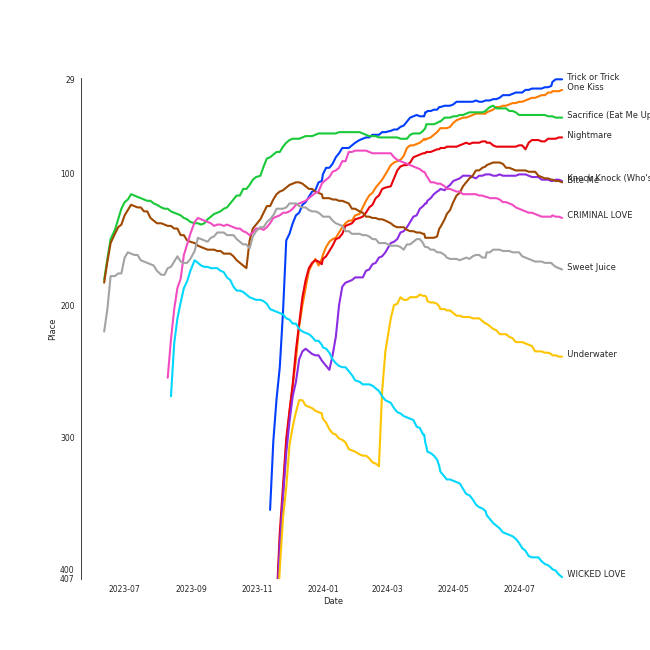 29
100
200
300
400
407
Place
2023-07
2023-09
2023-11
2024-01
2024-03
2024-05
2024-07
Date
Trick or Trick
One Kiss
Sacrifice (Eat Me Up
Nightmare
Knock Knock (Who's
Bite Me
CRIMINAL LOVE
Sweet Juice
Underwater
WICKED LOVE